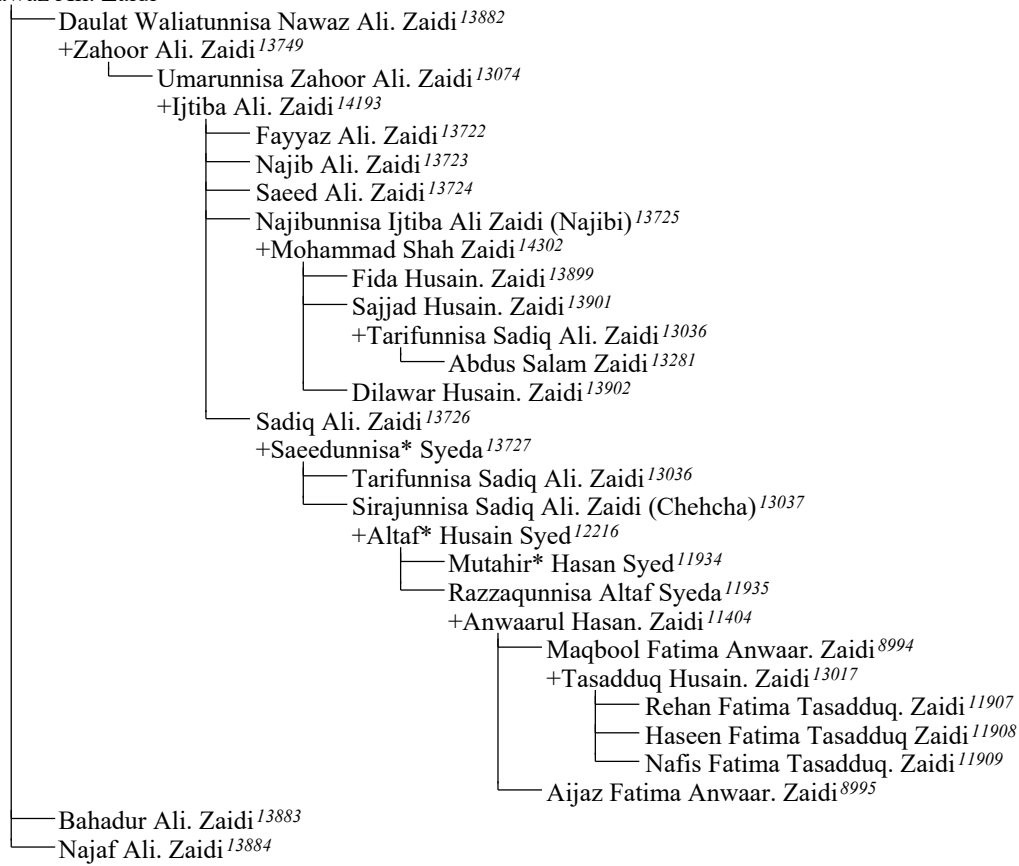 Daulat Waliatunnisa Nawaz Ali. Zaidi 13882
+Zahoor Ali. Zaidi 13749
Umarunnisa Zahoor Ali. Zaidi 13074
+Ijtiba Ali. Zaidi 14193
Fayyaz Ali. Zaidi 13722
Najib Ali. Zaidi 13723
Saeed Ali. Zaidi 13724
Najibunnisa Ijtiba Ali Zaidi (Najibi) 13725
+Mohammad Shah Zaidi 14302
Fida Husain. Zaidi 13899
Sajjad Husain. Zaidi 13901
+Tarifunnisa Sadiq Ali. Zaidi 13036
Abdus Salam Zaidi 13281
Dilawar Husain. Zaidi 13902
Sadiq Ali. Zaidi 13726
+Saeedunnisa* Syeda 13727
Tarifunnisa Sadiq Ali. Zaidi 13036
Sirajunnisa Sadiq Ali. Zaidi (Chehcha) 13037
+Altaf* Husain Syed 12216
Mutahir* Hasan Syed 11934
Razzaqunnisa Altaf Syeda 11935
+Anwaarul Hasan. Zaidi 11404
Maqbool Fatima Anwaar. Zaidi 8994
+Tasadduq Husain. Zaidi 13017
Rehan Fatima Tasadduq. Zaidi 11907
Haseen Fatima Tasadduq Zaidi 11908
Nafis Fatima Tasadduq. Zaidi 11909
Aijaz Fatima Anwaar. Zaidi 8995
Bahadur Ali. Zaidi 13883
Najaf Ali. Zaidi 13884